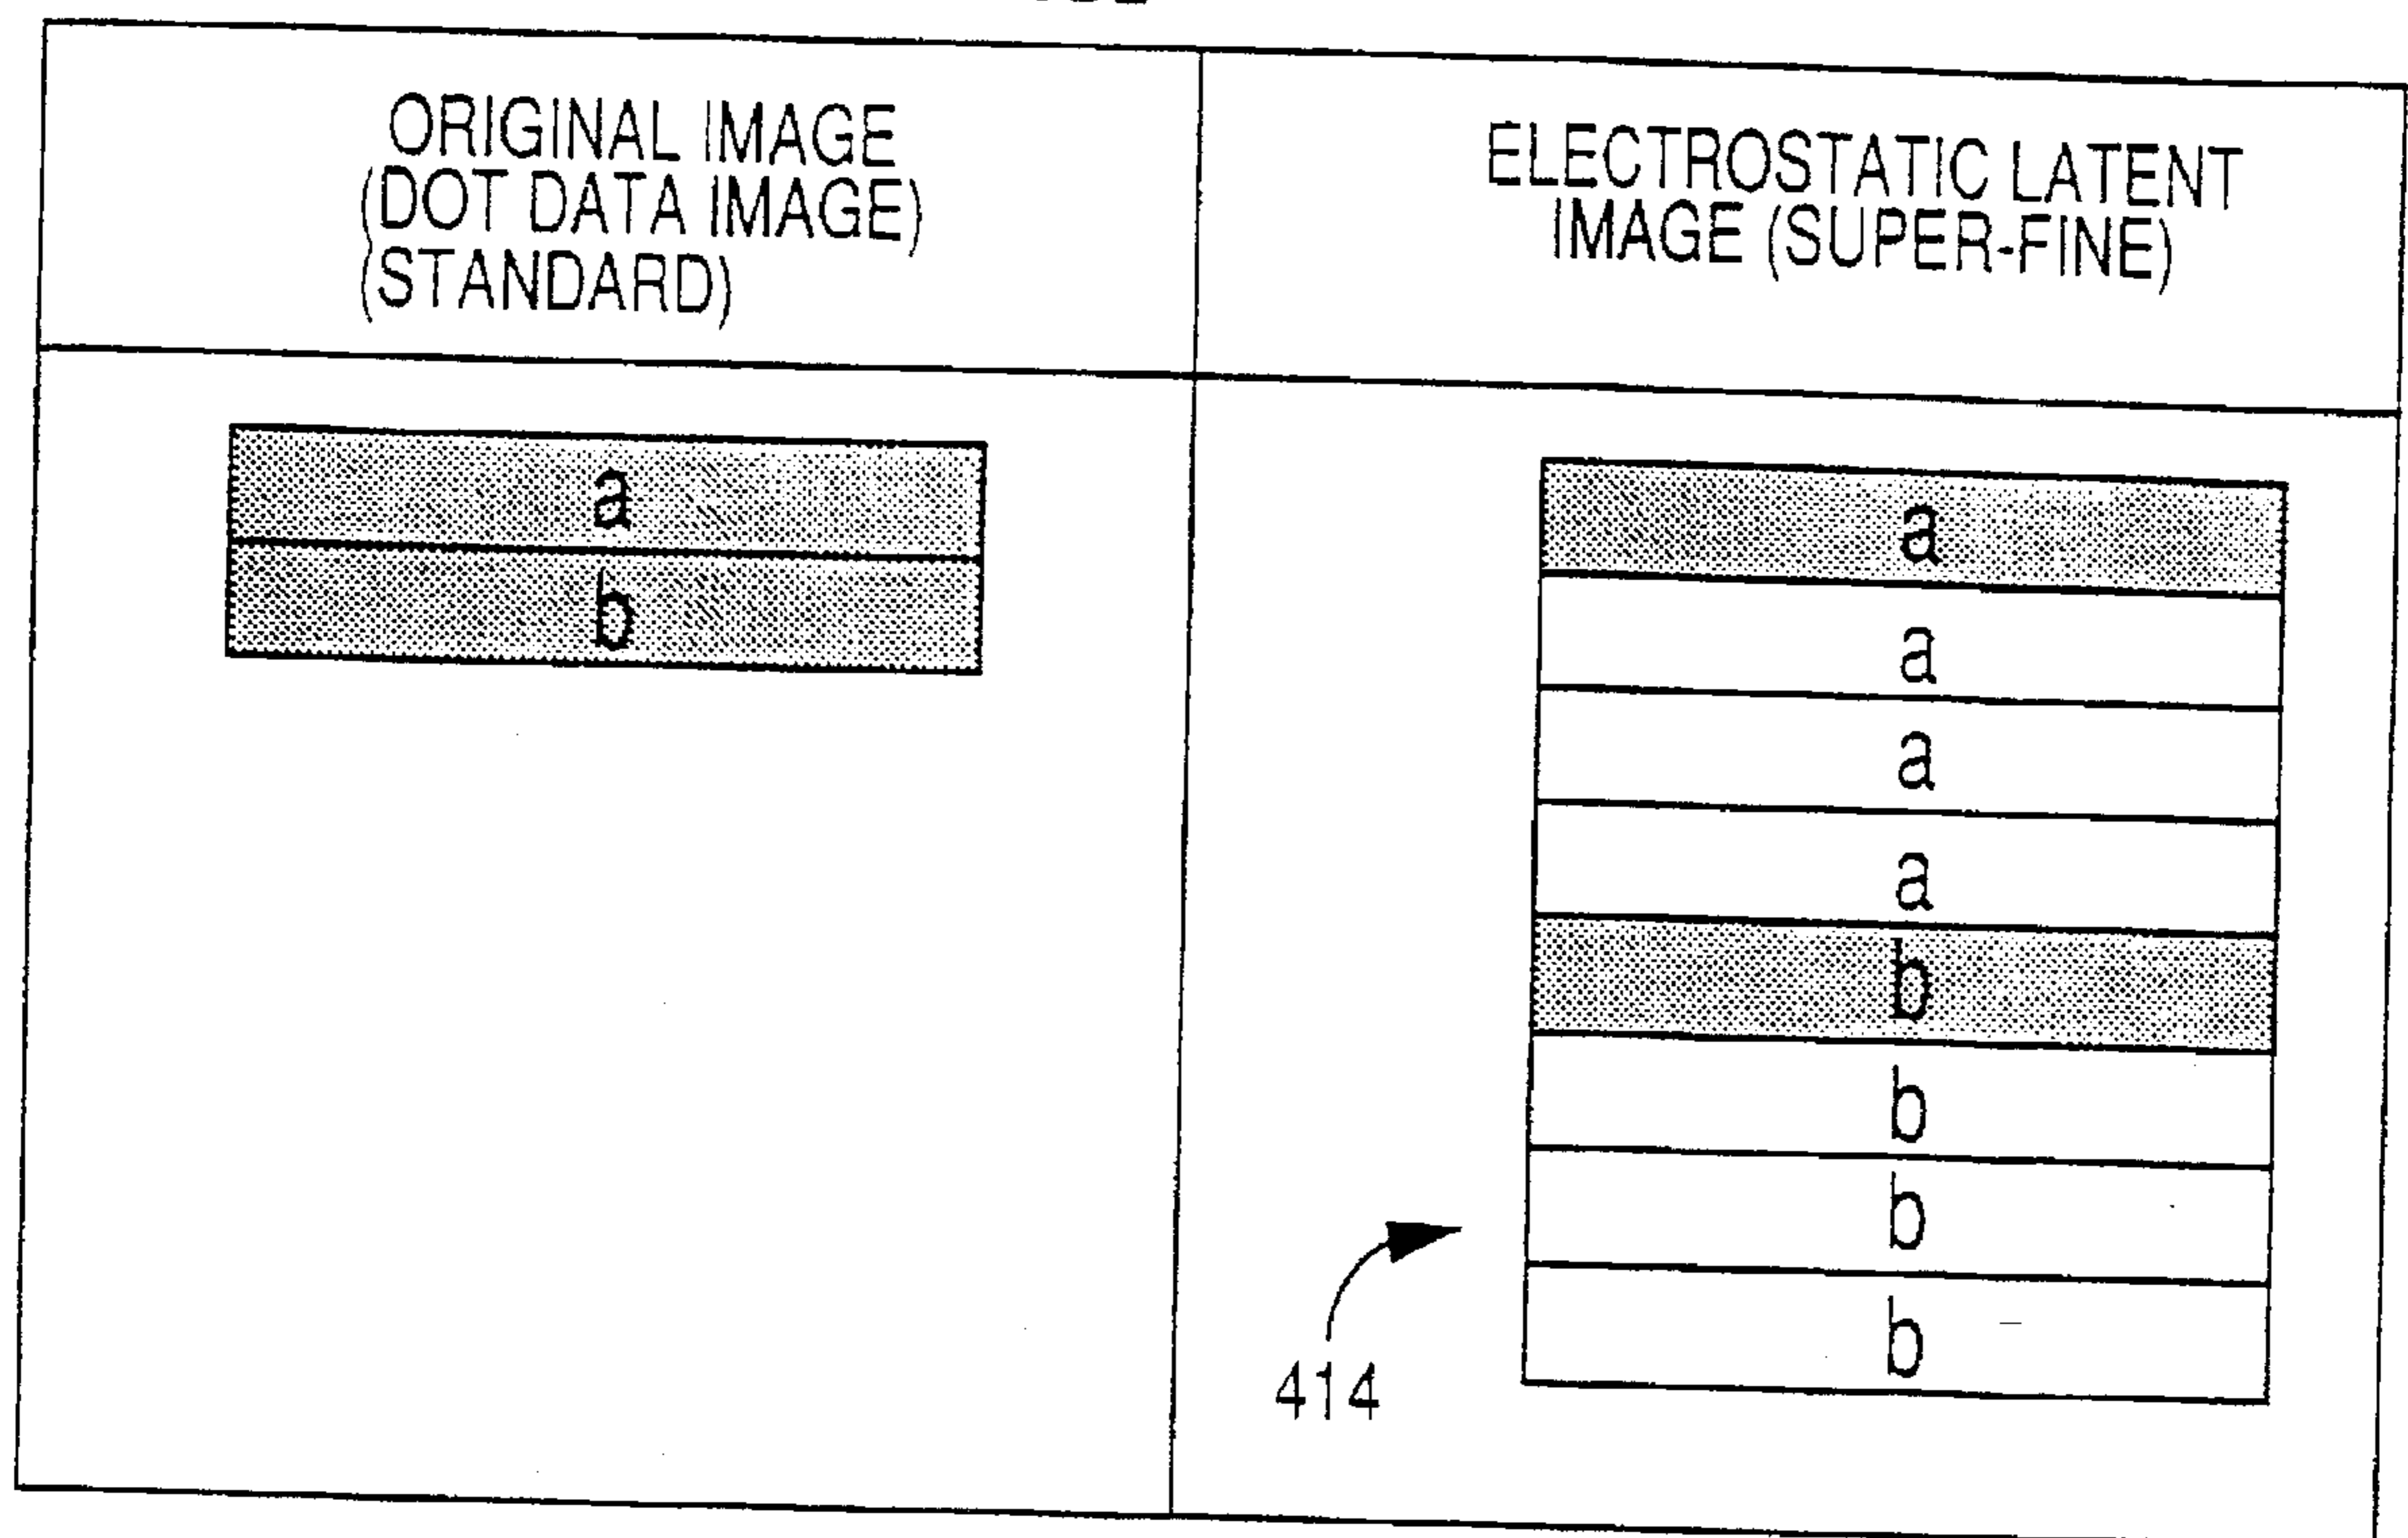 ORIGINAL IMAGE
(DOT DATA IMAGE)
(STANDARD)
ELECTROSTATIC LATENT
IMAGE (SUPER-FINE)
a
b
a
a
a
a
b
b
b
b
414